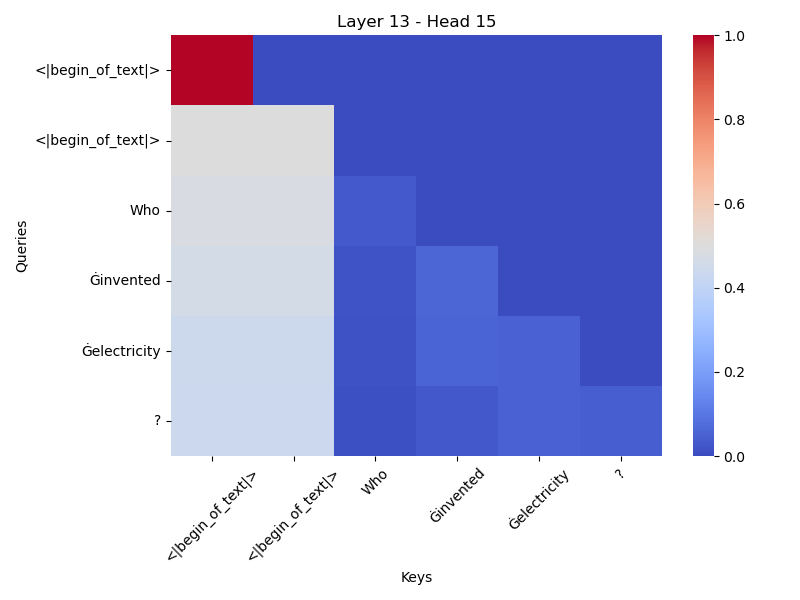 Layer 13 - Head 15
<|begin_of_text|>
<|begin_of_text|>
Who
Ġinvented
Ġelectricity
?
Queries
<|begin_of_text|>
<|begin_of_text|>
Who
Ġinvented
Ġelectricity
?
Keys
1.0
0.8
0.6
0.4
0.2
0.0